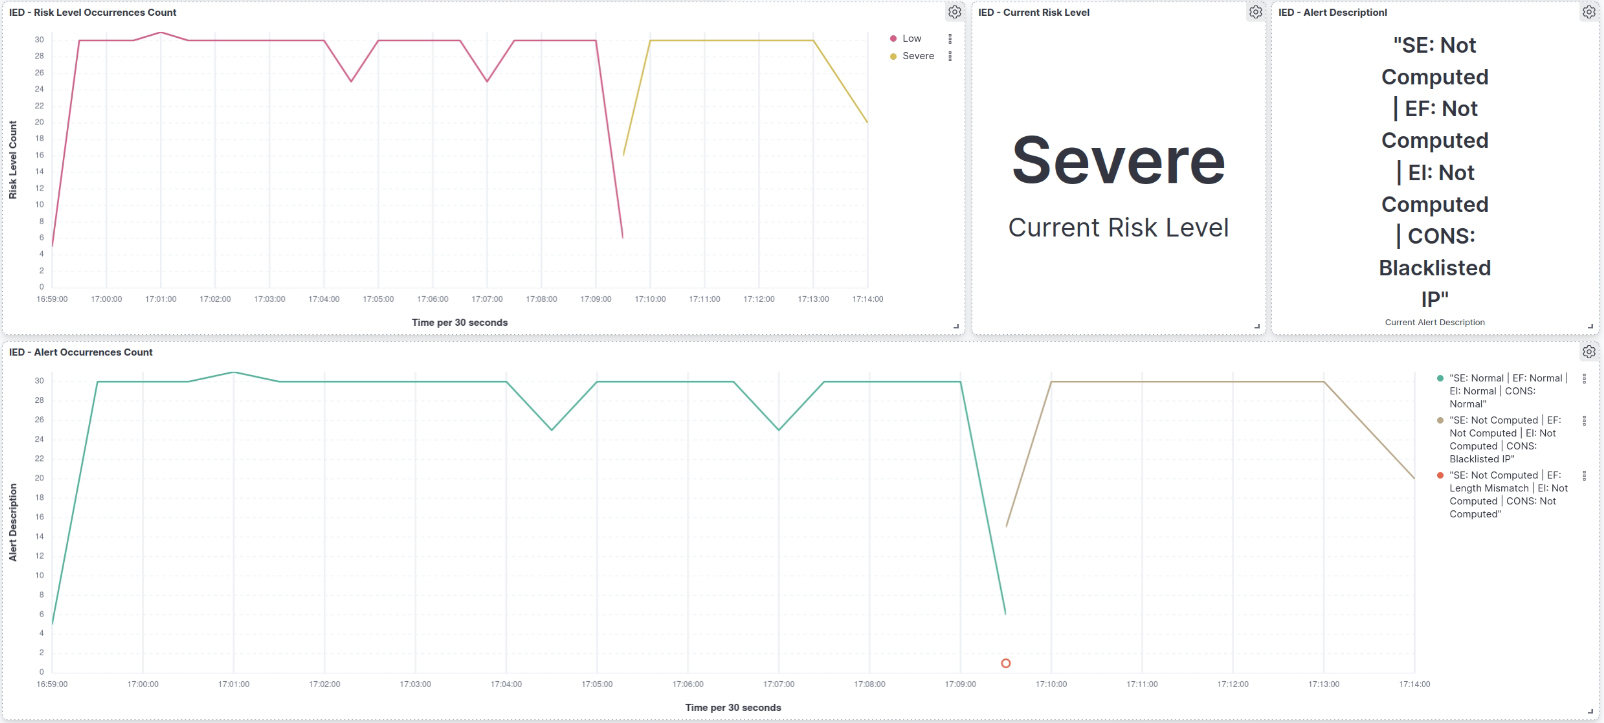 IED - Risk Level Occurrences Count
Risk Level Count
30
28
26
24
22
20
18
16
14
12
10
8
6
4
2
0
16:59:00 17:00:00 17:01:00 17:02:00 17:03:00 17:04:00 17:05:00 17:06:00 17:07:00 17:08:00 17:09:00 17:10:00 17:11:00 17:12:00 17:13:00 17:14:00
Time per 30 seconds
Low
Severe
IED - Current Risk Level
Severe
Current Risk Level
IED - Alert Descriptionl
"SE: Not
Computed
| EF: Not
Computed
| EI: Not
Computed
| CONS:
Blacklisted
IP"
Current Alert Description
IED - Alert Occurrences Count
Alert Description
30
28
26
24
22
20
18
16
14
12
10
8
6
4
2
0
16:59:00 17:00:00 17:01:00 17:02:00 17:03:00 17:04:00 17:05:00 17:06:00 17:07:00 17:08:00 17:09:00 17:10:00 17:11:00 17:12:00 17:13:00 17:14:00
Time per 30 seconds
"SE: Normal | EF: Normal |
EI: Normal | CONS:
Normal"
"SE: Not Computed | EF:
Not Computed | EI: Not
Computed | CONS:
Blacklisted IP"
"SE: Not Computed | EF:
Length Mismatch | EI: Not
Computed | CONS: Not
Computed"